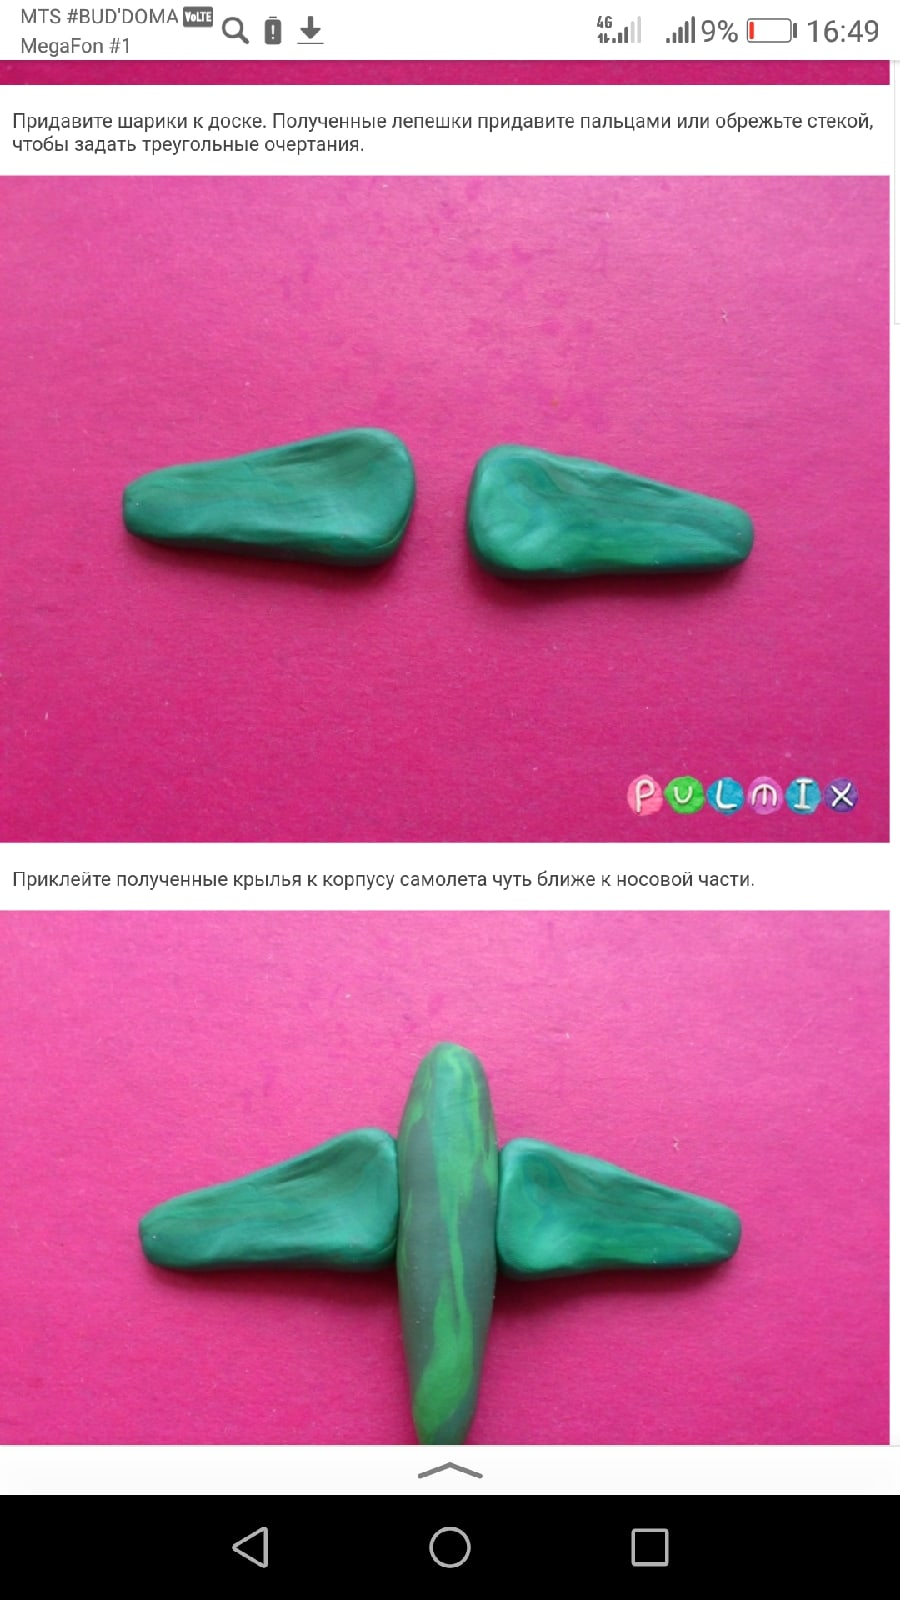 MTS #BUD'DOMA VoLTE
MegaFon #1
4G
9%
16:49
Придавите шарики к доске. Полученные лепешки придавите пальцами или обрежьте стекой,
чтобы задать треугольные очертания.
PULMIX
Приклейте полученные крылья к корпусу самолета чуть ближе к носовой части.